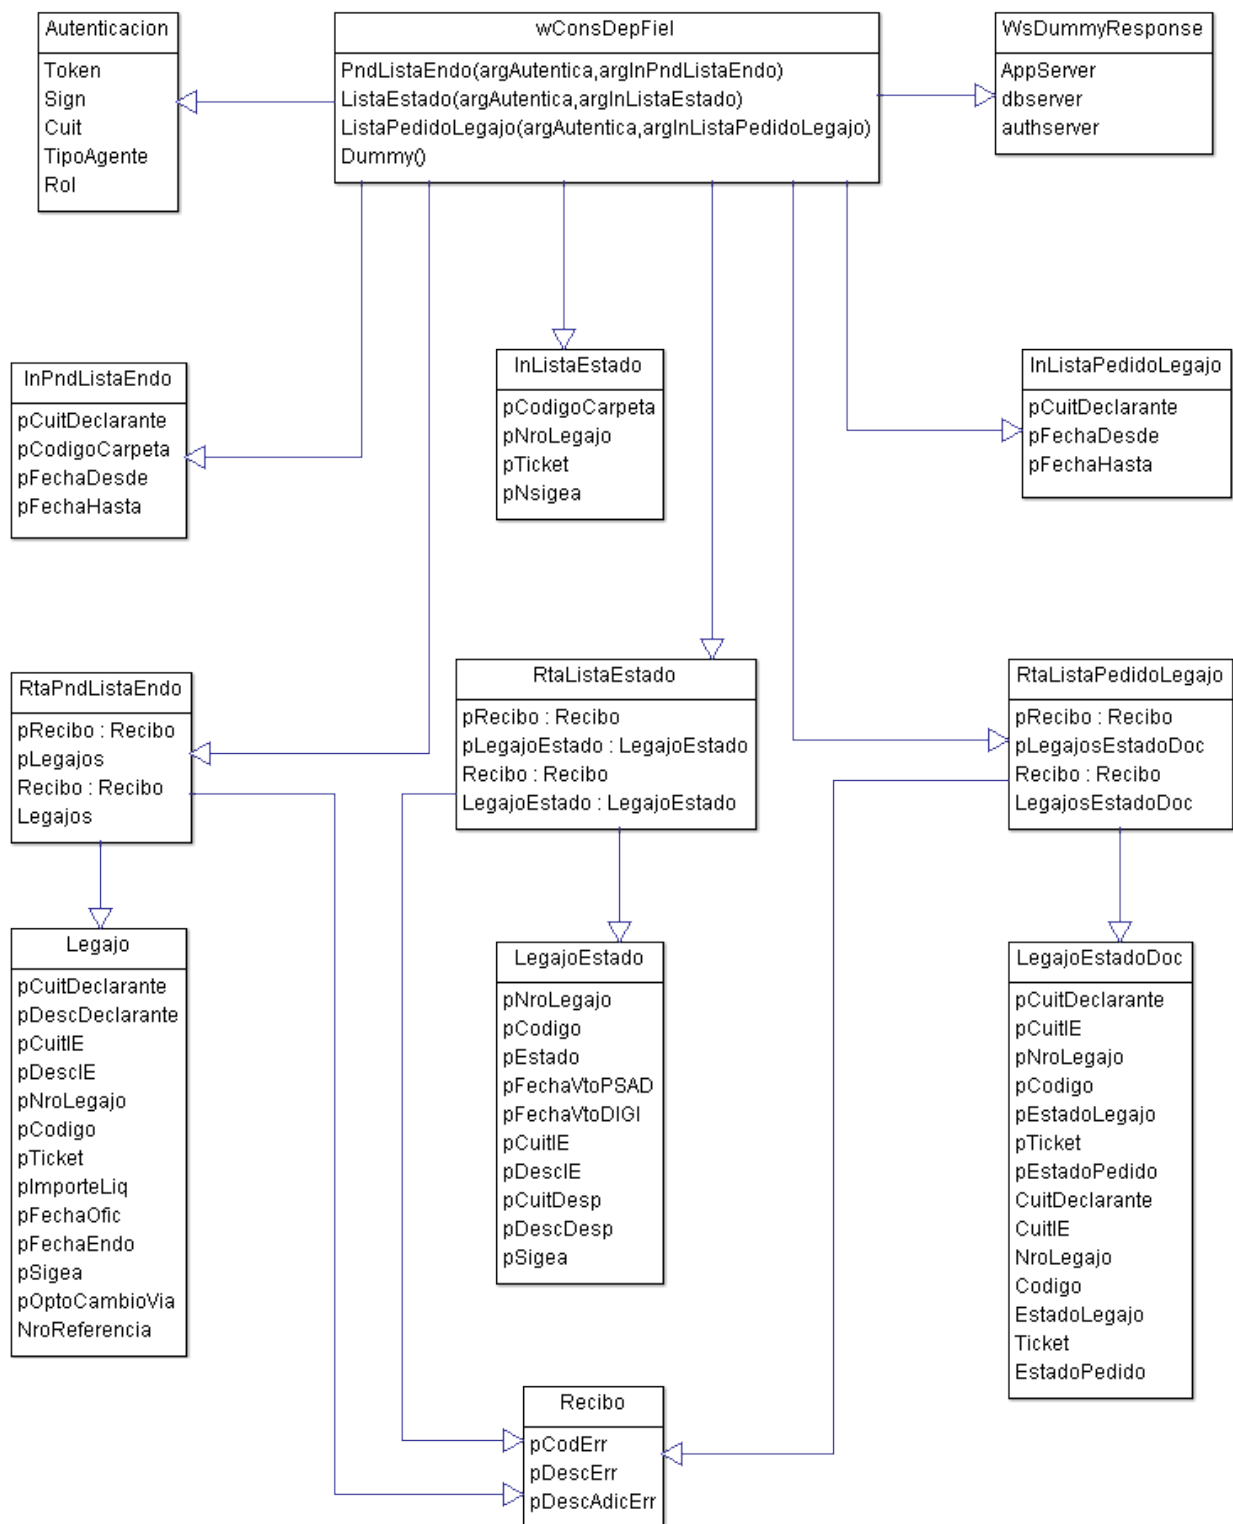 Autenticacion
Token
Sign
Cuit
TipoAgente
Rol
wConsDepFiel
PndListaEndo(argAutentica,argInPndListaEndo)
ListaEstado(argAutentica,argInListaEstado)
ListaPedidoLegajo(argAutentica,argInListaPedidoLegajo)
Dummy()
WsDummyResponse
AppServer
dbserver
authserver
InPndListaEndo
pCuitDeclarante
pCodigoCarpeta
pFechaDesde
pFechaHasta
InListaEstado
pCodigoCarpeta
pNroLegajo
pTicket
pNsigea
InListaPedidoLegajo
pCuitDeclarante
pFechaDesde
pFechaHasta
RtaPndListaEndo
pRecibo : Recibo
pLegajos
Recibo : Recibo
Legajos
RtaListaEstado
pRecibo : Recibo
pLegajoEstado : LegajoEstado
Recibo : Recibo
LegajoEstado : LegajoEstado
RtaListaPedidoLegajo
pRecibo : Recibo
pLegajosEstadoDoc
Recibo : Recibo
LegajosEstadoDoc
Legajo
pCuitDeclarante
pDescDeclarante
pCuitIE
pDescIE
pNroLegajo
pCodigo
pTicket
pImporteLiq
pFechaOfic
pFechaEndo
pSigea
pOptoCambioVia
NroReferencia
LegajoEstado
pNroLegajo
pCodigo
pEstado
pFechaVtoPSAD
pFechaVtoDIGI
pCuitIE
pDescIE
pCuitDesp
pDescDesp
pSigea
LegajoEstadoDoc
pCuitDeclarante
pCuitIE
pNroLegajo
pCodigo
pEstadoLegajo
pTicket
pEstadoPedido
CuitDeclarante
CuitIE
NroLegajo
Codigo
EstadoLegajo
Ticket
EstadoPedido
Recibo
pCodErr
pDescErr
pDescAdicErr